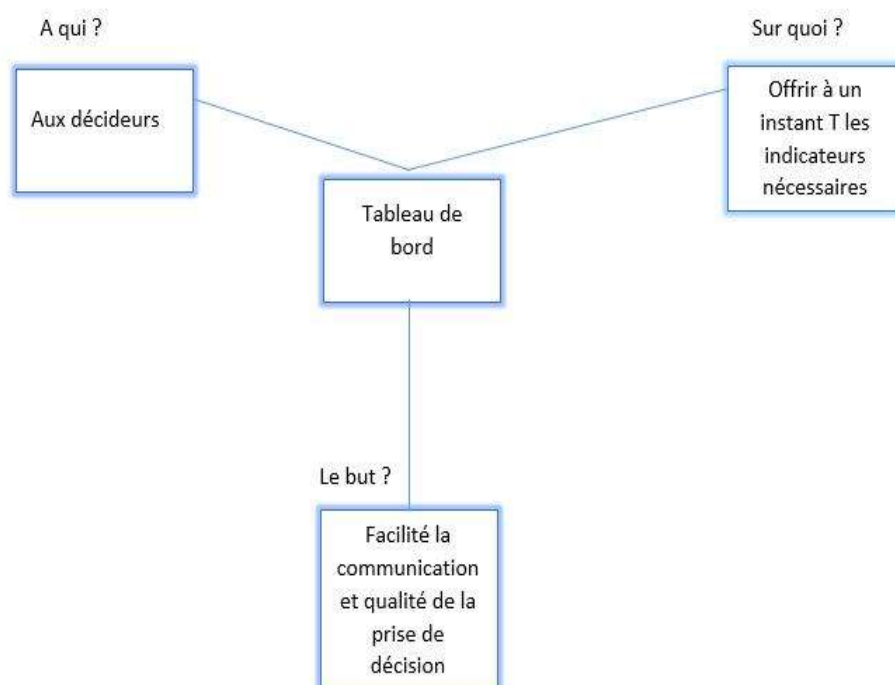 A qui ?
Aux décideurs
Sur quoi ?
Offrir à un
instant T les
indicateurs
nécessaires
Tableau de
bord
Le but ?
Facilité la
communication
et qualité de la
prise de
décision